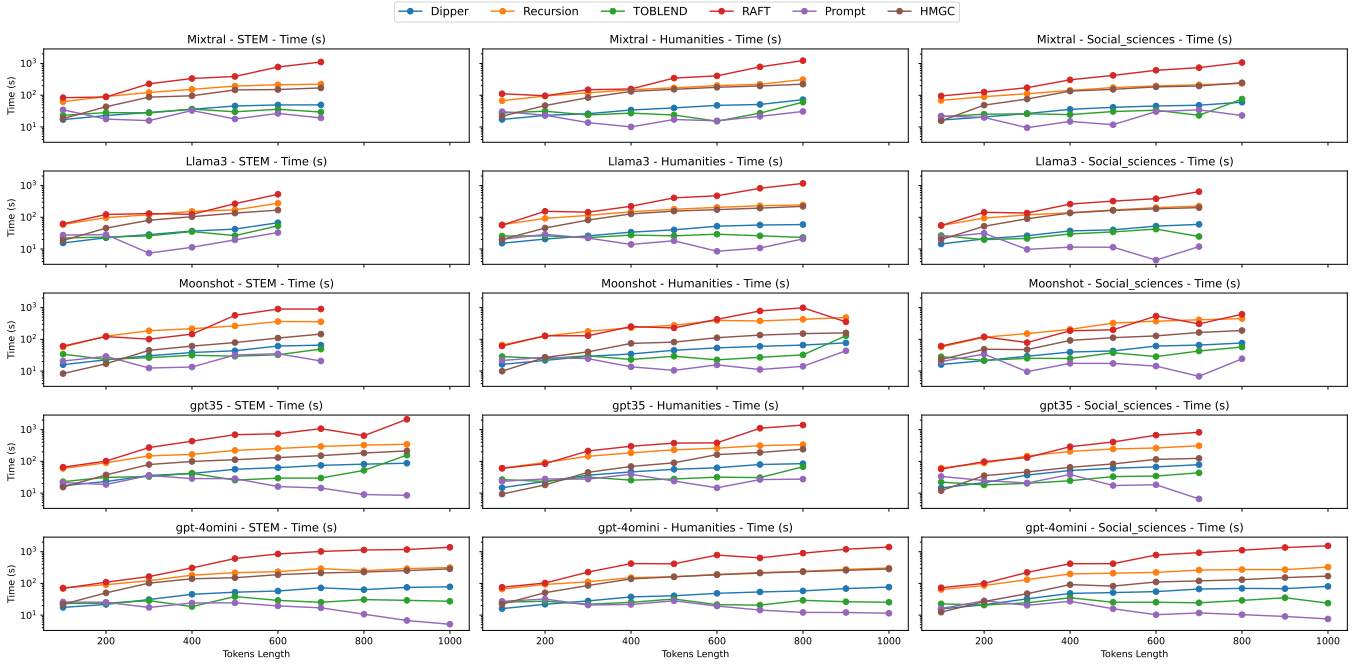 Dipper Recursion TOBLEND RAFT Prompt HMGC
Mixtral - STEM - Time (s) Mixtral - Humanities - Time (s) Mixtral - Social_sciences - Time (s)
Time (s)
10³
10²
10¹
Llama3 - STEM - Time (s) Llama3 - Humanities - Time (s) Llama3 - Social_sciences - Time (s)
Time (s)
10³
10²
10¹
Moonshot - STEM - Time (s) Moonshot - Humanities - Time (s) Moonshot - Social_sciences - Time (s)
Time (s)
10³
10²
10¹
gpt35 - STEM - Time (s) gpt35 - Humanities - Time (s) gpt35 - Social_sciences - Time (s)
Time (s)
10³
10²
10¹
gpt-4omini - STEM - Time (s) gpt-4omini - Humanities - Time (s) gpt-4omini - Social_sciences - Time (s)
Time (s)
10³
10²
10¹
200 400 600 800 1000 200 400 600 800 1000 200 400 600 800 1000
Tokens Length Tokens Length Tokens Length